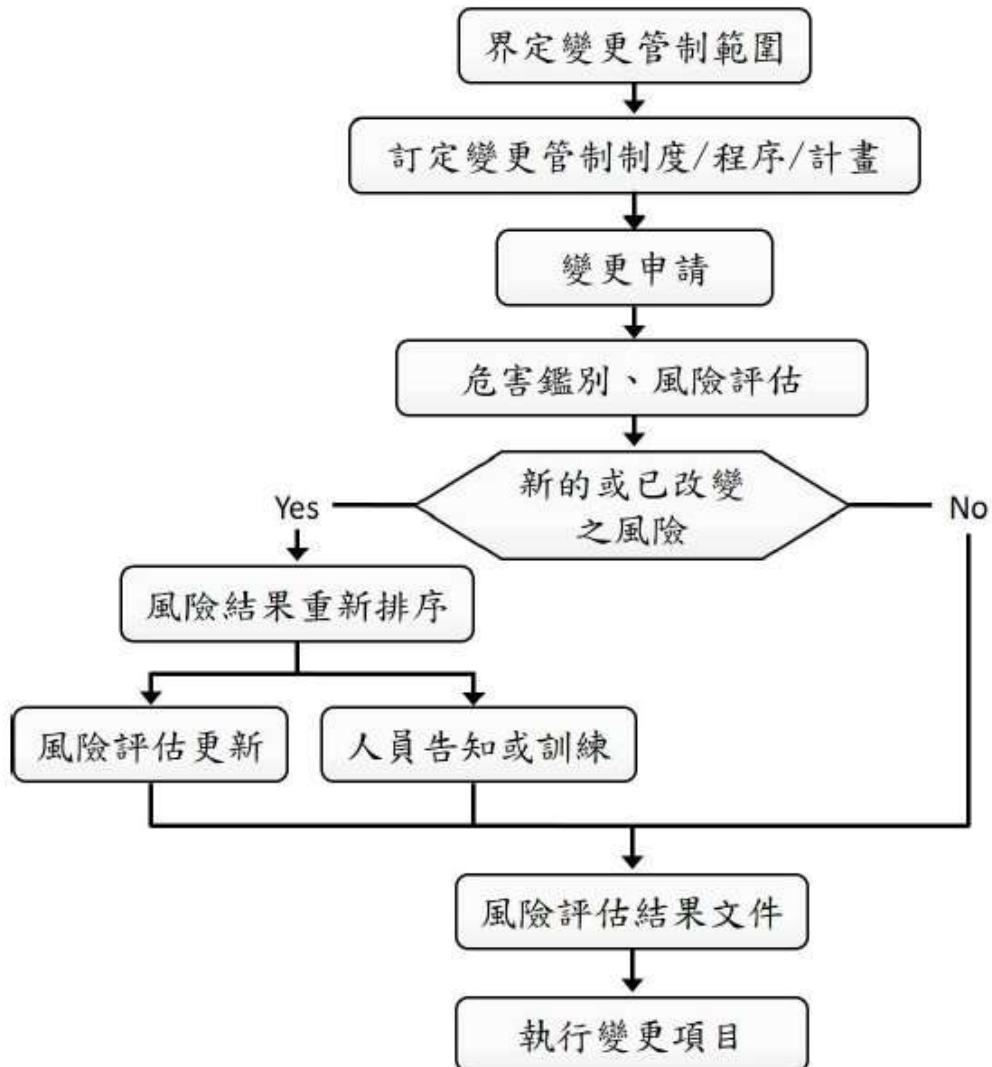 界定變更管制範圍
訂定變更管制制度/程序/計畫
變更申請
危害鑑別、風險評估
新的或已改變
之風險
Yes
No
風險結果重新排序
風險評估更新
人員告知或訓練
風險評估結果文件
執行變更項目